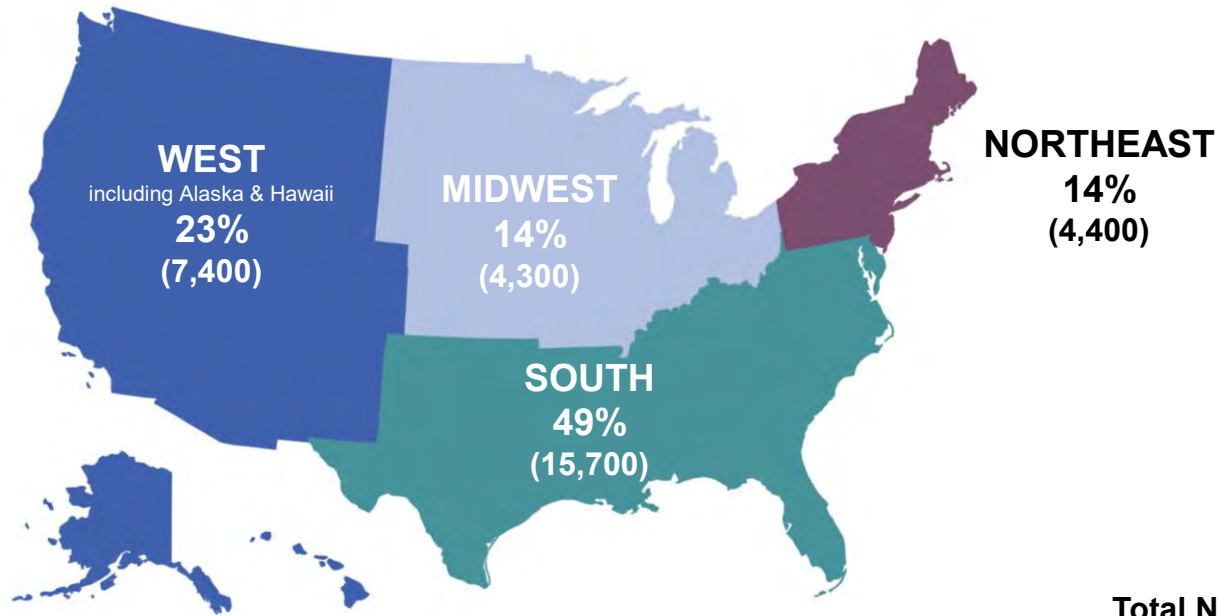 WEST
including Alaska & Hawaii
23%
(7,400)
MIDWEST
14%
(4,300)
NORTHEAST
14%
(4,400)
SOUTH
49%
(15,700)
Total N